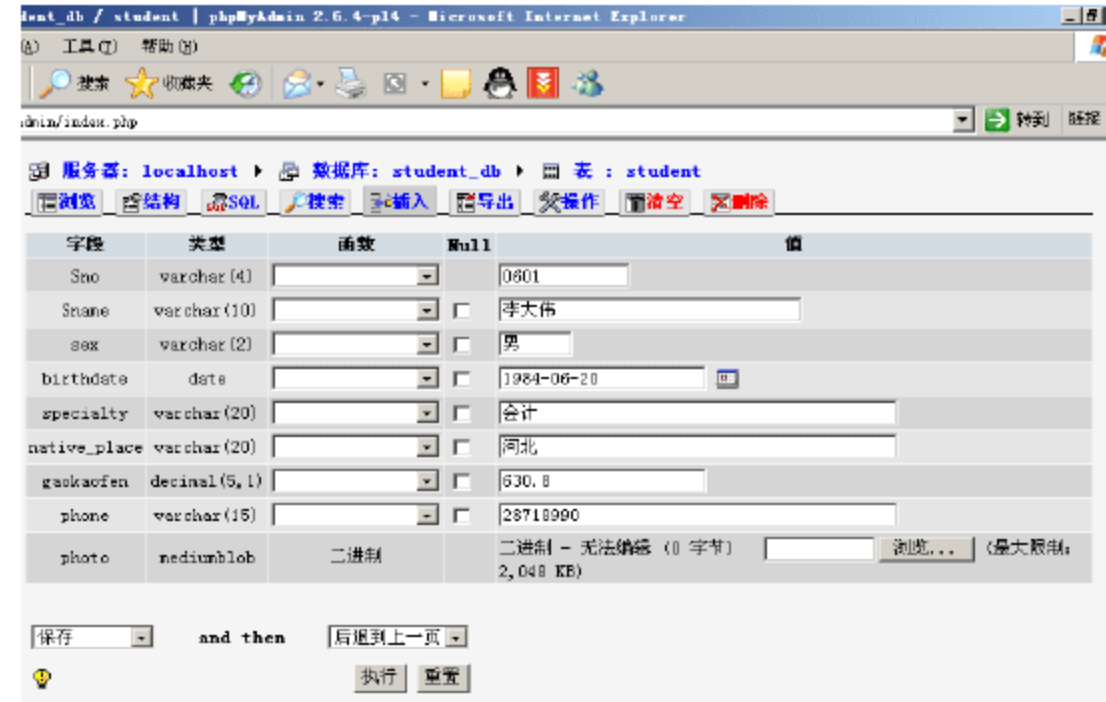 dent_db / student | phpMyAdmin 2.6.4-pl4 - Microsoft Internet Explorer
(A) 工具(T) 帮助(H)
搜索 收藏夹
dmin/index.php 转到 链接
服务器: localhost 数据库: student_db 表 : student
浏览 结构 SQL 搜索 插入 导出 操作 清空 删除
字段 类型 函数 Null 值
Sno varchar(4) 0601
Sname varchar(10) 李大伟
sex varchar(2) 男
birthdate date 1984-06-20
specialty varchar(20) 会计
native_place varchar(20) 河北
gaokaofen decimal(5,1) 630.8
phone varchar(15) 28718990
photo mediumblob 二进制 二进制 - 无法编辑 (0 字节) 浏览... (最大限制:
2,048 KB)
保存 and then 后退到上一页
执行 重置